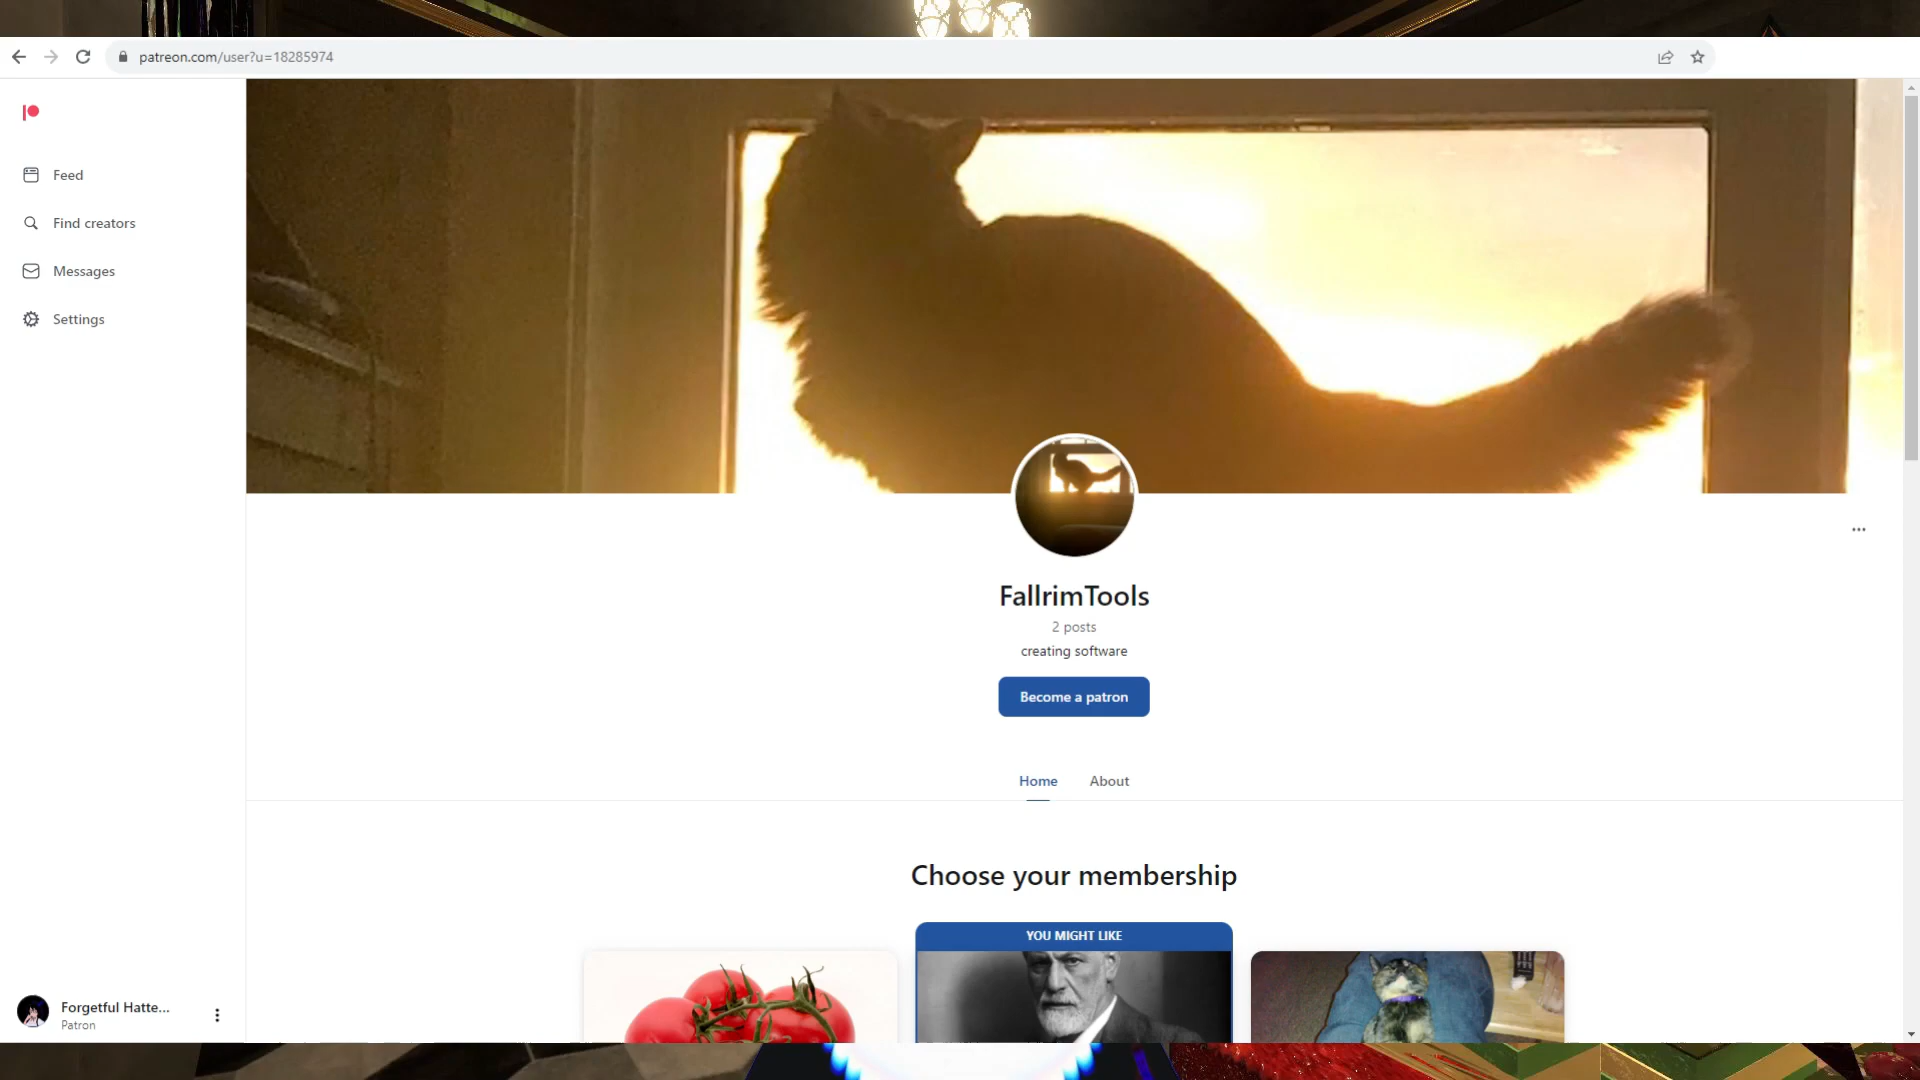 patreon.com/user?u=18285974
Feed
Find creators
Messages
Settings
FallrimTools
2 posts
creating software
Become a patron
Home
About
Choose your membership
YOU MIGHT LIKE
Forgetful Hatte...
Patron